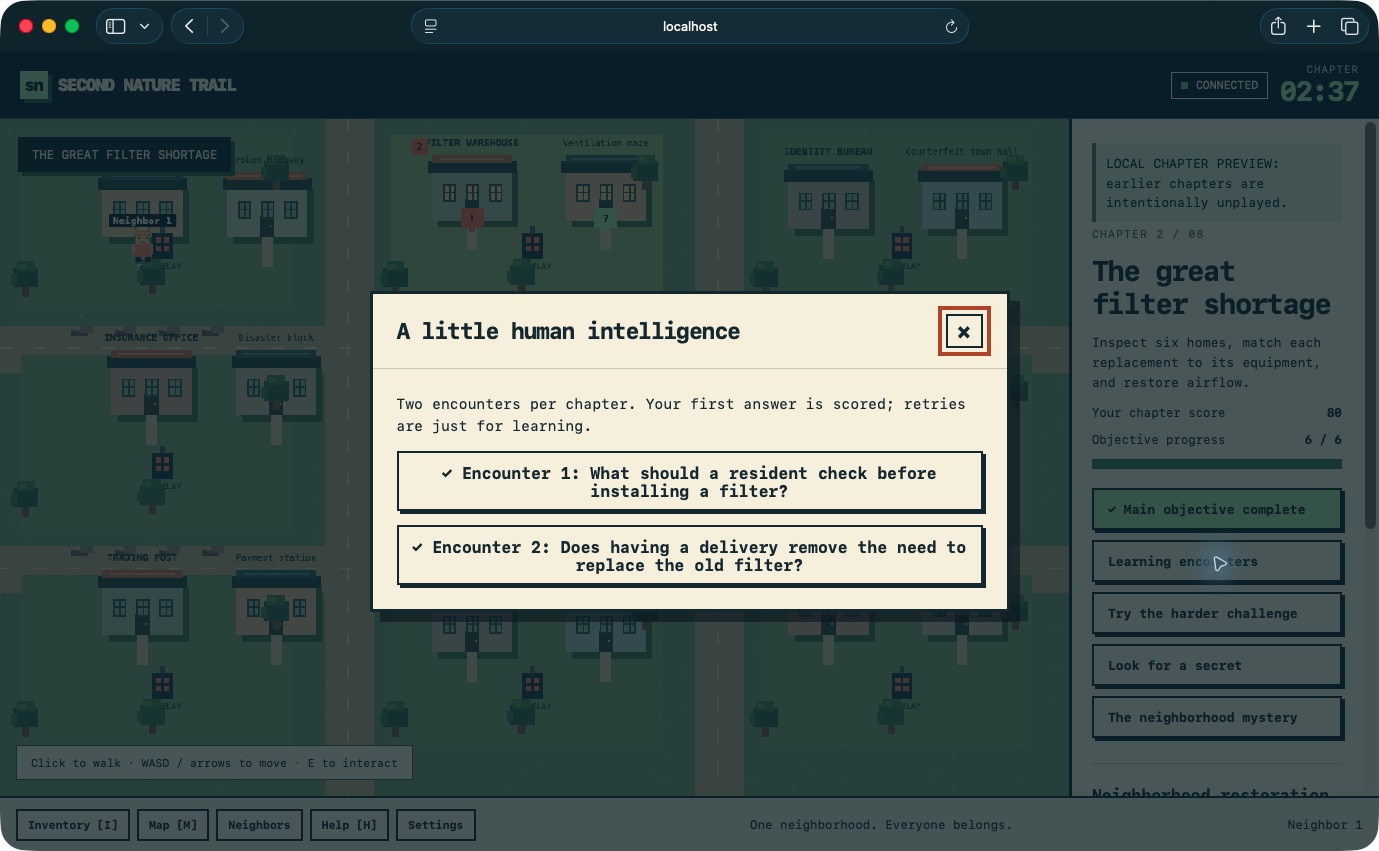 localhost
sn SECOND NATURE TRAIL
CONNECTED
CHAPTER
02:37
THE GREAT FILTER SHORTAGE
Neighbor 1
2
FILTER WAREHOUSE
Ventilation maze
!
?
IDENTITY BUREAU
Counterfeit town hall
INSURANCE OFFICE
Disaster block
TRADING POST
Payment station
A little human intelligence
×
Two encounters per chapter. Your first answer is scored; retries
are just for learning.
✓ Encounter 1: What should a resident check before
installing a filter?
✓ Encounter 2: Does having a delivery remove the need to
replace the old filter?
LOCAL CHAPTER PREVIEW:
earlier chapters are
intentionally unplayed.
CHAPTER 2 / 08
The great
filter shortage
Inspect six homes, match each
replacement to its equipment,
and restore airflow.
Your chapter score 80
Objective progress 6 / 6
✓ Main objective complete
Learning encounters
Try the harder challenge
Look for a secret
The neighborhood mystery
Neighborhood restoration
Click to walk · WASD / arrows to move · E to interact
Inventory [I]
Map [M]
Neighbors
Help [H]
Settings
One neighborhood. Everyone belongs.
Neighbor 1